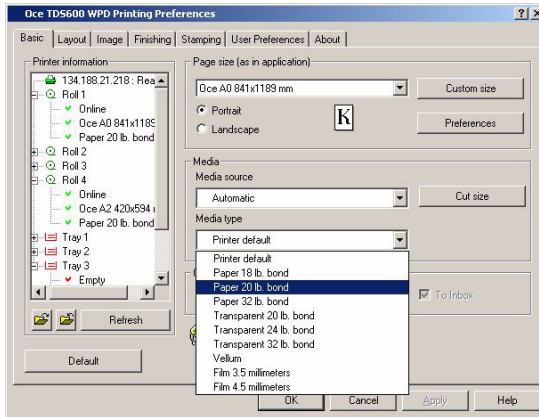 Oce TDS600 WPD Printing Preferences
Basic
Layout
Image
Finishing
Stamping
User Preferences
About
Printer information
134.188.21.218 : Rea
Roll 1
Online
Oce A0 841x1189
Paper 20 lb. bond
Roll 2
Roll 3
Roll 4
Online
Oce A2 420x594
Paper 20 lb. bond
Tray 1
Tray 2
Tray 3
Empty
Refresh
Default
Page size (as in application)
Oce A0 841x1189 mm
Custom size
Portrait
Landscape
K
Preferences
Media
Media source
Automatic
Cut size
Media type
Printer default
Printer default
Paper 18 lb. bond
Paper 20 lb. bond
Paper 32 lb. bond
Transparent 20 lb. bond
Transparent 24 lb. bond
Transparent 32 lb. bond
Vellum
Film 3.5 millimeters
Film 4.5 millimeters
To Inbox
OK
Cancel
Apply
Help